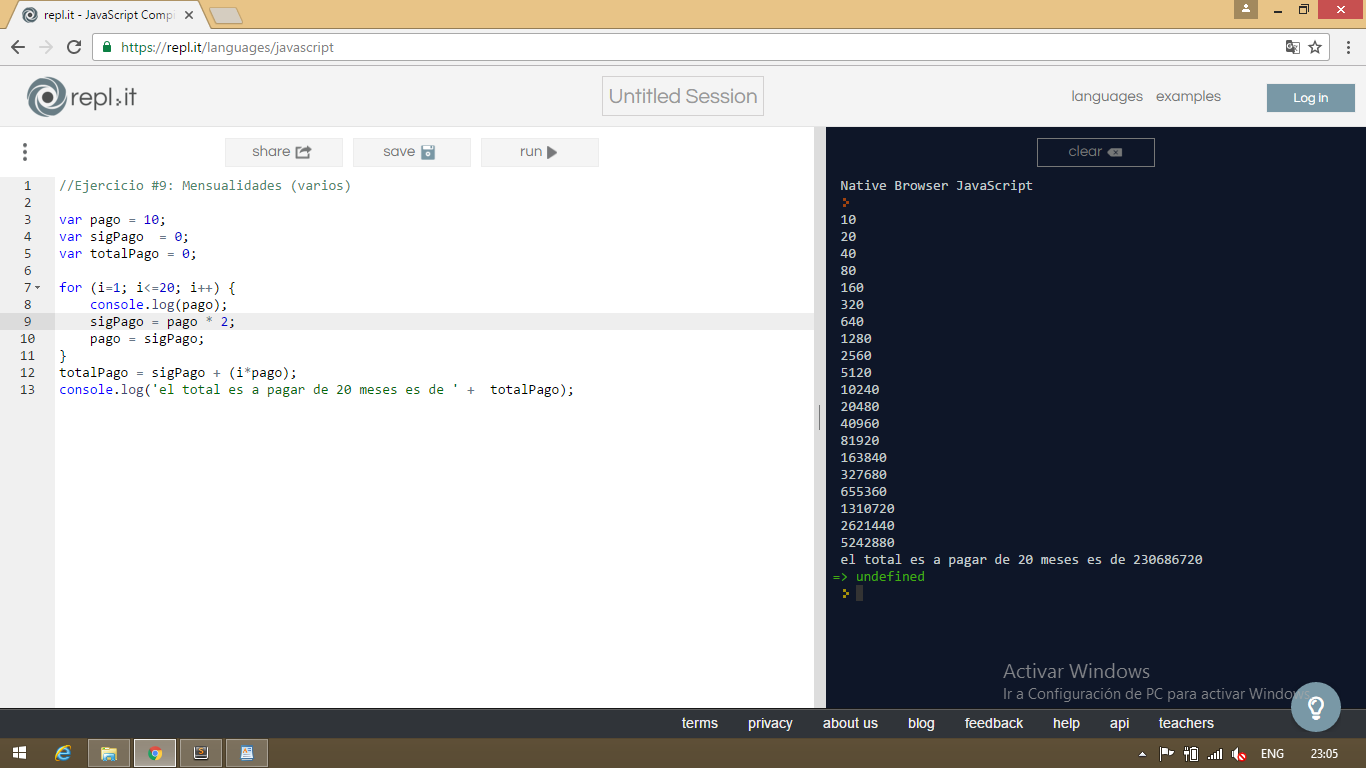 repl.it - JavaScript Comp
https://repl.it/languages/javascript
repl.it
Untitled Session
languages examples
Log in
share save run
clear
1 //Ejercicio #9: Mensualidades (varios)
2
3 var pago = 10;
4 var sigPago  = 0;
5 var totalPago = 0;
6
7 for (i=1; i<=20; i++) {
8     console.log(pago);
9     sigPago = pago * 2;
10     pago = sigPago;
11 }
12 totalPago = sigPago + (i*pago);
13 console.log('el total es a pagar de 20 meses es de ' +  totalPago);
Native Browser JavaScript
10
20
40
80
160
320
640
1280
2560
5120
10240
20480
40960
81920
163840
327680
655360
1310720
2621440
5242880
el total es a pagar de 20 meses es de 230686720
=> undefined
Activar Windows
Ir a Configuración de PC para activar Windows.
terms privacy about us blog feedback help api teachers
ENG 23:05